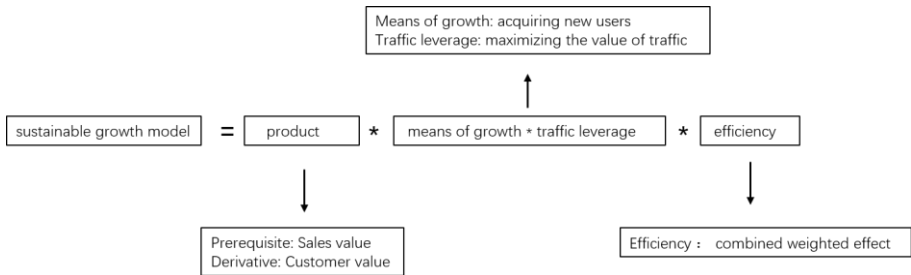 Means of growth: acquiring new users
Traffic leverage: maximizing the value of traffic
sustainable growth model = product * means of growth * traffic leverage * efficiency
Prerequisite: Sales value
Derivative: Customer value
Efficiency： combined weighted effect